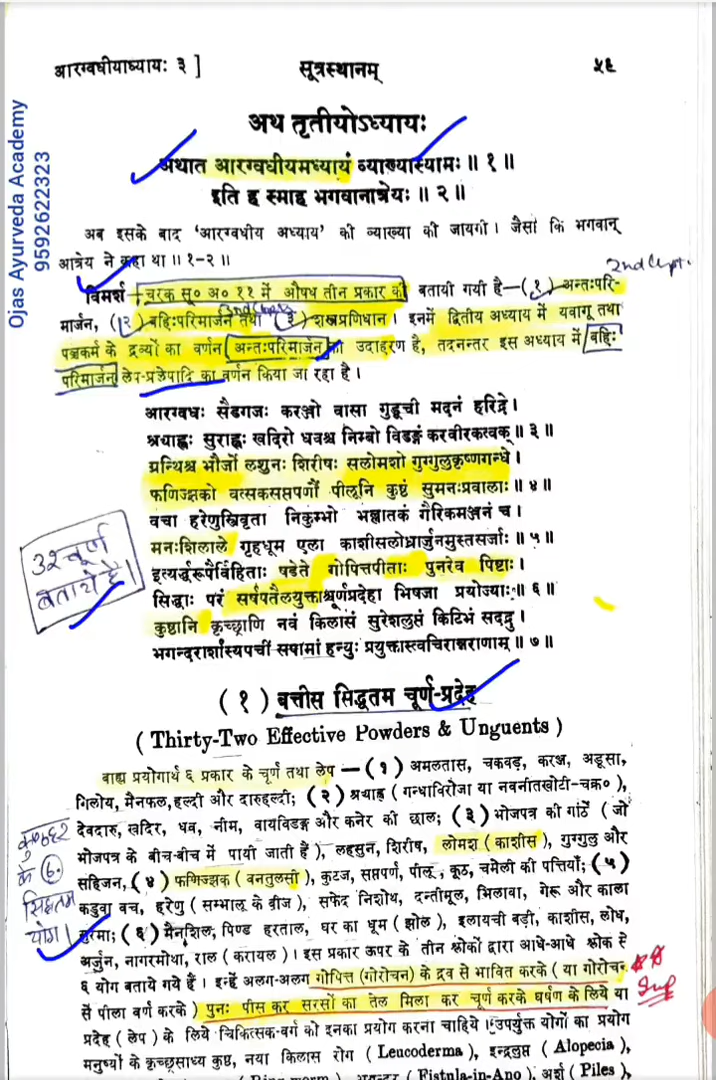 आरग्वधीयाध्यायः ३ ]
सूत्रस्थानम्
५९
Ojas Ayurveda Academy
9592622323
अथ तृतीयोऽध्यायः
अथात आरग्वधीयमध्यायं व्याख्यास्यामः ॥ १ ॥
इति ह स्माह भगवानात्रेयः ॥ २ ॥
अब इसके बाद 'आरग्वधीय अध्याय' की व्याख्या की जायगी । जैसा कि भगवान्
आत्रेय ने कहा था ॥ १-२ ॥
2nd Chpt.
विमर्श—चरक सू० अ० ११ में औषध तीन प्रकार की बतायी गयी है—( १ ) अन्तःपरि-
मार्जन, ( २ ) बहिःपरिमार्जन तथा ( ३ ) शस्त्रप्रणिधान । इनमें द्वितीय अध्याय में यवागू तथा
पञ्चकर्म के द्रव्यों का वर्णन अन्तःपरिमार्जन का उदाहरण है, तदनन्तर इस अध्याय में बहिः
परिमार्जन लेप-प्रलेपादि का वर्णन किया जा रहा है ।
आरग्वधः सैडगजः करञ्जो वासा गुडूची मदनं हरिद्रे ।
श्र्याह्वः सुराह्वः खदिरो धवश्च निम्बो विडङ्गं करवीरकत्वक् ॥ ३ ॥
ग्रन्थिश्च भौर्जो लशुनः शिरीषः सलोमशो गुग्गुलुकृष्णगन्धे ।
फणिज्झको वत्सकसप्तपर्णौ पीलूनि कुष्ठं सुमनःप्रवालाः ॥ ४ ॥
वचा हरेणुस्त्रिवृता निकुम्भो भल्लातकं गैरिकमञ्जनं च ।
मनःशिलाले गृहधूम एला काशीसलोध्रार्जुनमुस्तसर्जाः ॥ ५ ॥
इत्यर्द्धरूपैर्विहिताः षडेते गोपित्तपीताः पुनरेव पिष्टाः ।
सिद्धाः परं सर्षपतैलयुक्ताश्चूर्णप्रदेहा भिषजा प्रयोज्याः ॥ ६ ॥
कुष्ठानि कृच्छ्राणि नवं किलासं सुरेशलुप्तं किटिभं सदद्रु ।
भगन्दरार्शांस्यपचीं सपामां हन्युः प्रयुक्तास्त्वचिरान्नराणाम् ॥ ७ ॥
32 चूर्ण
बताये है।
( १ ) बत्तीस सिद्धतम चूर्ण-प्रदेह
( Thirty-Two Effective Powders & Unguents )
बाह्य प्रयोगार्थ ६ प्रकार के चूर्ण तथा लेप —( १ ) अमलतास, चकवड़, करञ्ज, अडूसा,
गिलोय, मैनफल, हल्दी और दारुहल्दी; ( २ ) श्र्याह्व ( गन्धाविरोजा या नवनीतखोटी-चक्र० ),
देवदारु, खदिर, धव, नीम, वायविडङ्ग और कनेर की छाल; ( ३ ) भोजपत्र की गांठें ( जो
भोजपत्र के बीच-बीच में पायी जाती है ), लहसुन, शिरीष, लोमश ( काशीस ), गुग्गुलु और
सहिजन, ( ४ ) फणिज्झक ( वनतुलसी ), कुटज, सप्तपर्ण, पीलू, कूठ, चमेली की पत्तियाँ; ( ५ )
कडुवा वच, हरेणु ( सम्भालू के बीज ), सफेद निशोथ, दन्तीमूल, भिलावा, गेरू और काला
सुरमा; ( ६ ) मैनशिल, पिण्ड हरताल, घर का धूम ( झोल ), इलायची बड़ी, काशीस, लोध,
अर्जुन, नागरमोथा, राल ( करायल ) । इस प्रकार ऊपर के तीन श्लोकों द्वारा आधे-आधे श्लोक से
६ योग बताये गये हैं । इन्हें अलग-अलग गोपित्त (गोरोचन) के द्रव से भावित करके ( या गोरोचन
से पीला वर्ण करके ) पुनः पीस कर सरसों का तेल मिला कर चूर्ण करके घर्षण के लिये या
प्रदेह ( लेप ) के लिये चिकित्सक-वर्ग को इनका प्रयोग करना चाहिये । उपर्युक्त योगों का प्रयोग
मनुष्यों के कृच्छ्रसाध्य कुष्ठ, नया किलास रोग ( Leucoderma ), इन्द्रलुप्त ( Alopecia ),
भगन्दर ( Fistula-in-Ano ), अर्श ( Piles ),
के 6.
सिद्धतम
योग।